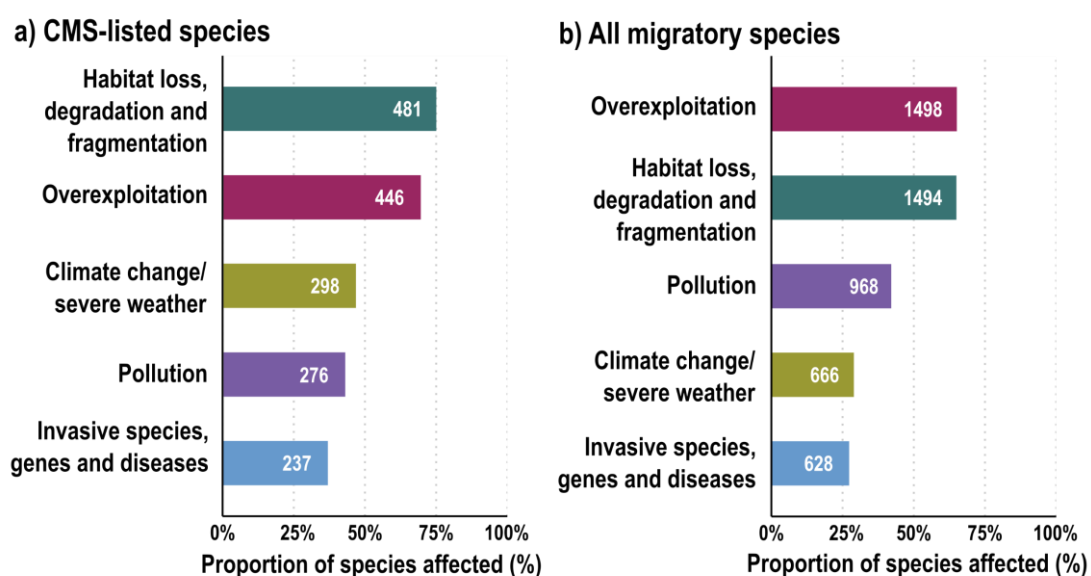 a) CMS-listed species
Habitat loss,
degradation and
fragmentation
481
Overexploitation
446
Climate change/
severe weather
298
Pollution
276
Invasive species,
genes and diseases
237
0% 25% 50% 75% 100%
Proportion of species affected (%)
b) All migratory species
Overexploitation
1498
Habitat loss,
degradation and
fragmentation
1494
Pollution
968
Climate change/
severe weather
666
Invasive species,
genes and diseases
628
0% 25% 50% 75% 100%
Proportion of species affected (%)